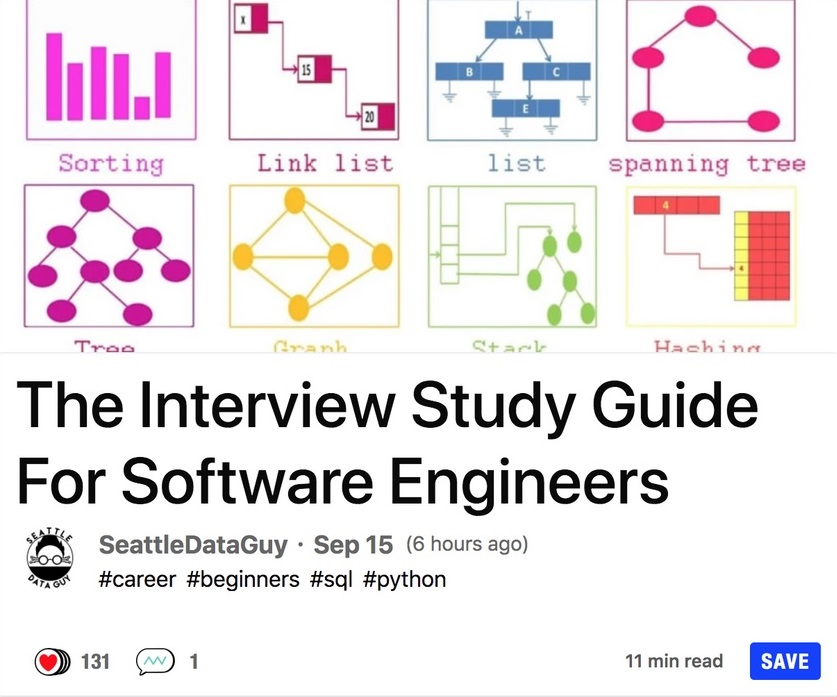 x
15
20
T
A
B
C
E
Sorting
Link list
list
spanning tree
4
4
Tree
Graph
Stack
Hashing
The Interview Study Guide
For Software Engineers
SEATTLE
DATA GUY
SeattleDataGuy · Sep 15 (6 hours ago)
#career #beginners #sql #python
131
1
11 min read
SAVE